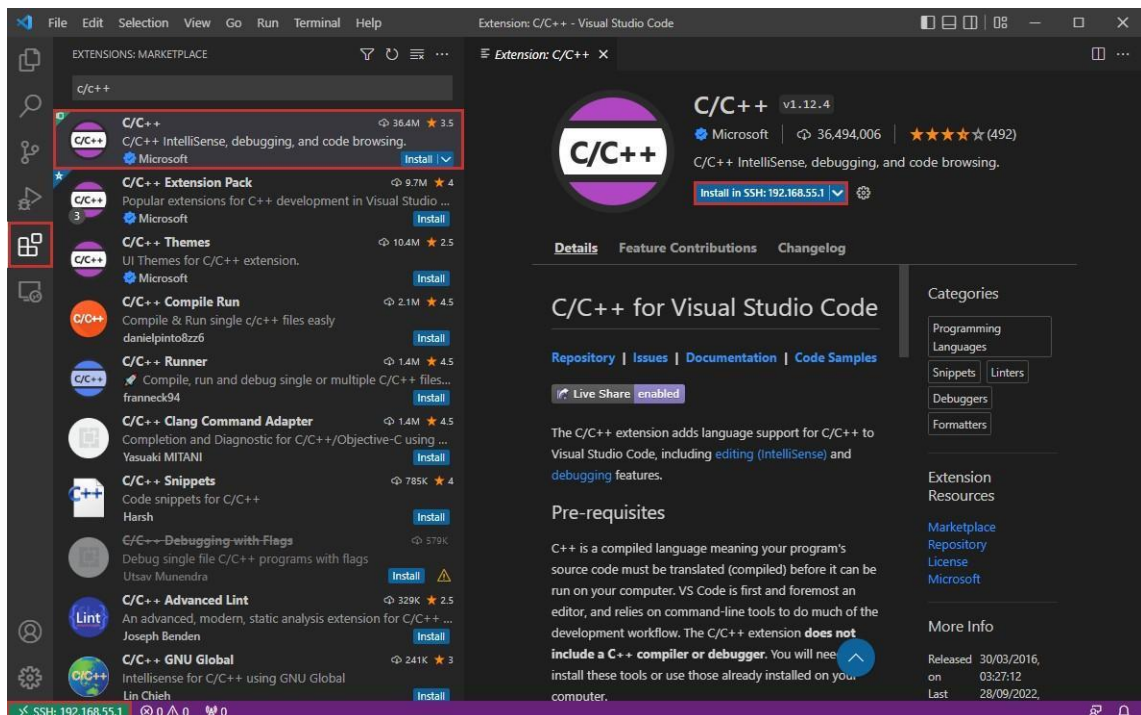 File Edit Selection View Go Run Terminal Help
Extension: C/C++ - Visual Studio Code
EXTENSIONS: MARKETPLACE
c/c++
C/C++ 36.4M 3.5
C/C++ IntelliSense, debugging, and code browsing.
Microsoft Install
C/C++ Extension Pack 9.7M 4
Popular extensions for C++ development in Visual Studio ...
3 Microsoft Install
C/C++ Themes 10.4M 2.5
UI Themes for C/C++ extension.
Microsoft Install
C/C++ Compile Run 2.1M 4.5
Compile & Run single c/c++ files easly
danielpinto8zz6 Install
C/C++ Runner 1.4M 4.5
Compile, run and debug single or multiple C/C++ files...
franneck94 Install
C/C++ Clang Command Adapter 1.4M 4.5
Completion and Diagnostic for C/C++/Objective-C using ...
Yasuaki MITANI Install
C/C++ Snippets 785K 4
Code snippets for C/C++
Harsh Install
C/C++ Debugging with Flags 579K
Debug single file C/C++ programs with flags
Utsav Munendra Install
C/C++ Advanced Lint 329K 2.5
An advanced, modern, static analysis extension for C/C++ ...
Joseph Benden Install
C/C++ GNU Global 241K 3
Intellisense for C/C++ using GNU Global
Lin Chieh Install
C/C++
C/C++
C/C++
C/C++
C/C++
C++
Lint
C/C++
Extension: C/C++
C/C++
C/C++ v1.12.4
Microsoft 36,494,006 (492)
C/C++ IntelliSense, debugging, and code browsing.
Install in SSH: 192.168.55.1
Details Feature Contributions Changelog
C/C++ for Visual Studio Code
Repository | Issues | Documentation | Code Samples
Live Share enabled
The C/C++ extension adds language support for C/C++ to
Visual Studio Code, including editing (IntelliSense) and
debugging features.
Pre-requisites
C++ is a compiled language meaning your program's
source code must be translated (compiled) before it can be
run on your computer. VS Code is first and foremost an
editor, and relies on command-line tools to do much of the
development workflow. The C/C++ extension does not
include a C++ compiler or debugger. You will nee
install these tools or use those already installed on your
computer.
Categories
Programming
Languages
Snippets Linters
Debuggers
Formatters
Extension
Resources
Marketplace
Repository
License
Microsoft
More Info
Released 30/03/2016,
on 03:27:12
Last 28/09/2022,
SSH: 192.168.55.1 0 0 0